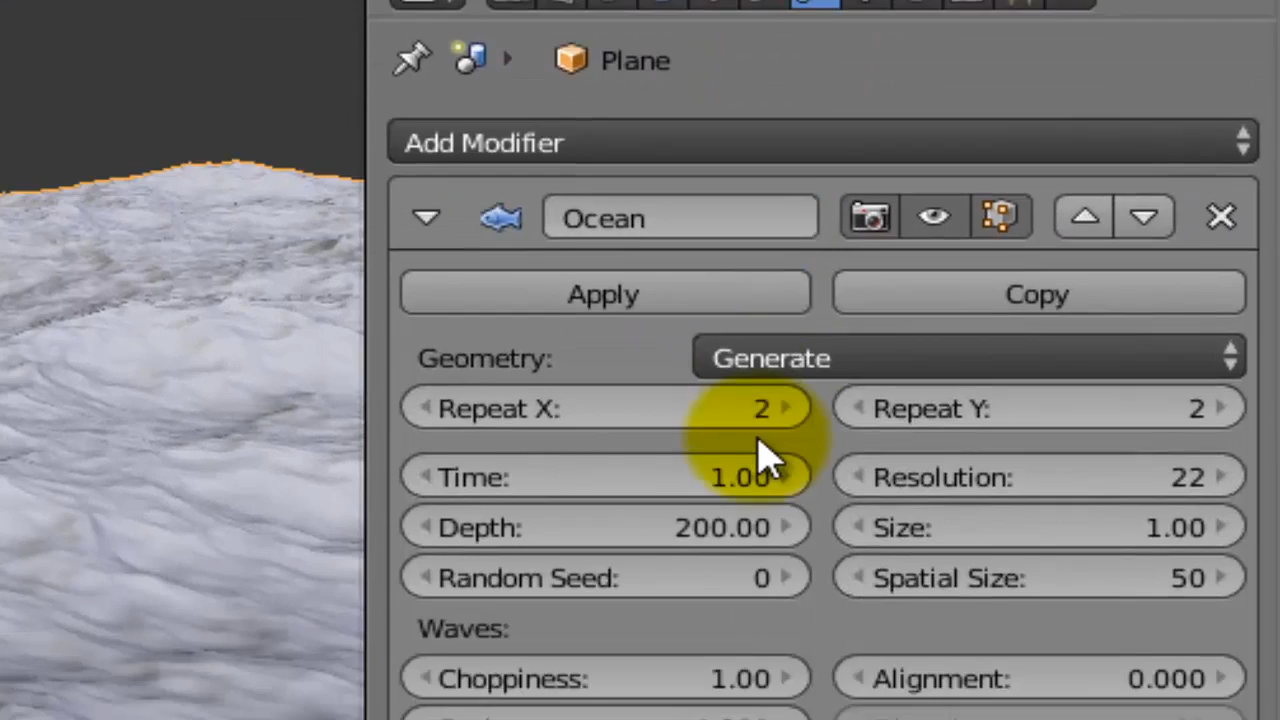 Plane
Add Modifier
Ocean
Apply Copy
Geometry: Generate
Repeat X: 2 Repeat Y: 2
Time: 1.00 Resolution: 22
Depth: 200.00 Size: 1.00
Random Seed: 0 Spatial Size: 50
Waves:
Choppiness: 1.00 Alignment: 0.000